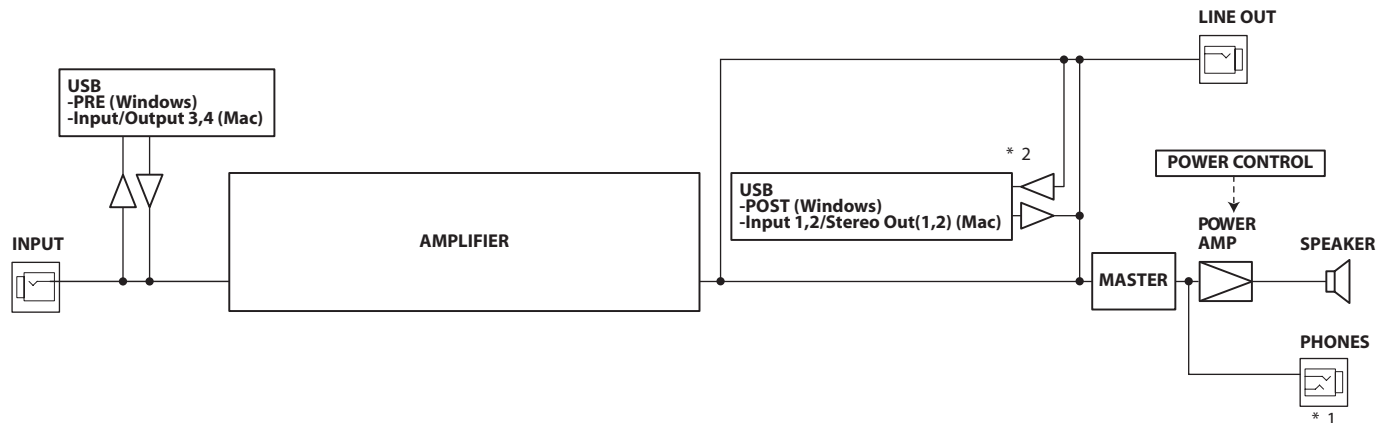 LINE OUT
USB
-PRE (Windows)
-Input/Output 3,4 (Mac)
* 2
POWER CONTROL
USB
-POST (Windows)
-Input 1,2/Stereo Out(1,2) (Mac)
INPUT
AMPLIFIER
POWER
AMP
SPEAKER
MASTER
PHONES
* 1